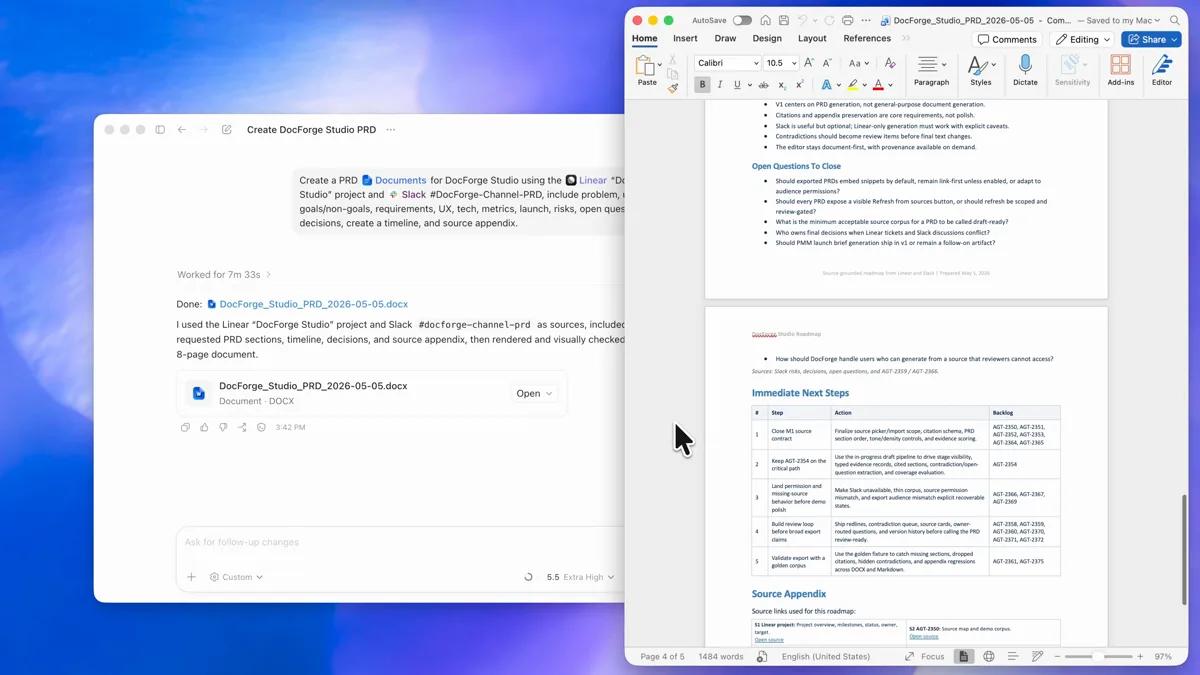 Create DocForge Studio PRD
Create a PRD Documents for DocForge Studio using the Linear “Do
Studio” project and Slack #DocForge-Channel-PRD, include problem, u
goals/non-goals, requirements, UX, tech, metrics, launch, risks, open ques
decisions, create a timeline, and source appendix.
Worked for 7m 33s
Done: DocForge_Studio_PRD_2026-05-05.docx
I used the Linear “DocForge Studio” project and Slack #docforge-channel-prd as sources, included
requested PRD sections, timeline, decisions, and source appendix, then rendered and visually checked
8-page document.
DocForge_Studio_PRD_2026-05-05.docx
Document · DOCX
Open
3:42 PM
Ask for follow-up changes
Custom
5.5 Extra High
AutoSave
DocForge_Studio_PRD_2026-05-05 - Com... — Saved to my Mac
Home Insert Draw Design Layout References
Comments
Editing
Share
Paste
Calibri
10.5
Paragraph
Styles
Dictate
Sensitivity
Add-ins
Editor
V1 centers on PRD generation, not general-purpose document generation.
Citations and appendix preservation are core requirements, not polish.
Slack is useful but optional; Linear-only generation must work with explicit caveats.
Contradictions should become review items before final text changes.
The editor stays document-first, with provenance available on demand.
Open Questions To Close
Should exported PRDs embed snippets by default, remain link-first unless enabled, or adapt to
audience permissions?
Should every PRD expose a visible Refresh from sources button, or should refresh be scoped and
review-gated?
What is the minimum acceptable source corpus for a PRD to be called draft-ready?
Who owns final decisions when Linear tickets and Slack discussions conflict?
Should PMM launch brief generation ship in v1 or remain a follow-on artifact?
Source-grounded roadmap from Linear and Slack | Prepared May 5, 2026
DocForge Studio Roadmap
How should DocForge handle users who can generate from a source that reviewers cannot access?
Sources: Slack risks, decisions, open questions, and AGT-2359 / AGT-2366.
Immediate Next Steps
# Step Action Backlog
1 Close M1 source
contract
Finalize source picker/import scope, citation schema, PRD
section order, tone/density controls, and evidence scoring.
AGT-2350, AGT-2351,
AGT-2352, AGT-2353,
AGT-2364, AGT-2365
2 Keep AGT-2354 on the
critical path
Use the in-progress draft pipeline to drive stage visibility,
typed evidence records, cited sections, contradiction/open-
question extraction, and coverage evaluation.
AGT-2354
3 Land permission and
missing-source
behavior before demo
polish
Make Slack unavailable, thin corpus, source permission
mismatch, and export audience mismatch explicit recoverable
states.
AGT-2366, AGT-2367,
AGT-2369
4 Build review loop
before broad export
claims
Ship redlines, contradiction queue, source cards, owner-
routed questions, and version history before calling the PRD
review-ready.
AGT-2358, AGT-2359,
AGT-2360, AGT-2370,
AGT-2371, AGT-2372
5 Validate export with a
golden corpus
Use the golden fixture to catch missing sections, dropped
citations, hidden contradictions, and appendix regressions
across DOCX and Markdown.
AGT-2361, AGT-2375
Source Appendix
Source links used for this roadmap:
S1 Linear project: Project overview, milestones, status, owner,
target.
Open source
S2 AGT-2350: Source map and demo corpus.
Open source
Page 4 of 5
1484 words
English (United States)
Focus
97%